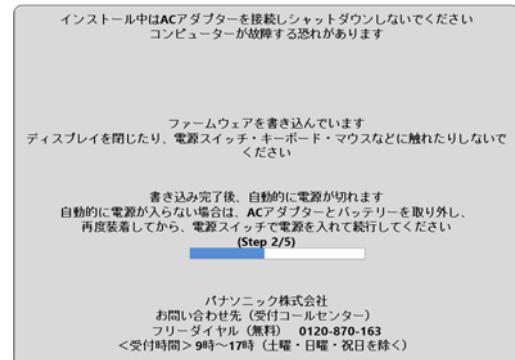 インストール中はACアダプターを接続しシャットダウンしないでください
コンピューターが故障する恐れがあります
ファームウェアを書き込んでいます
ディスプレイを閉じたり、電源スイッチ・キーボード・マウスなどに触れたりしないで
ください
書き込み完了後、自動的に電源が切れます
自動的に電源が入らない場合は、ACアダプターとバッテリーを取り外し、
再度装着してから、電源スイッチで電源を入れて続行してください
(Step 2/5)
パナソニック株式会社
お問い合わせ先（受付コールセンター）
フリーダイヤル（無料） 0120-870-163
＜受付時間＞9時～17時（土曜・日曜・祝日を除く）